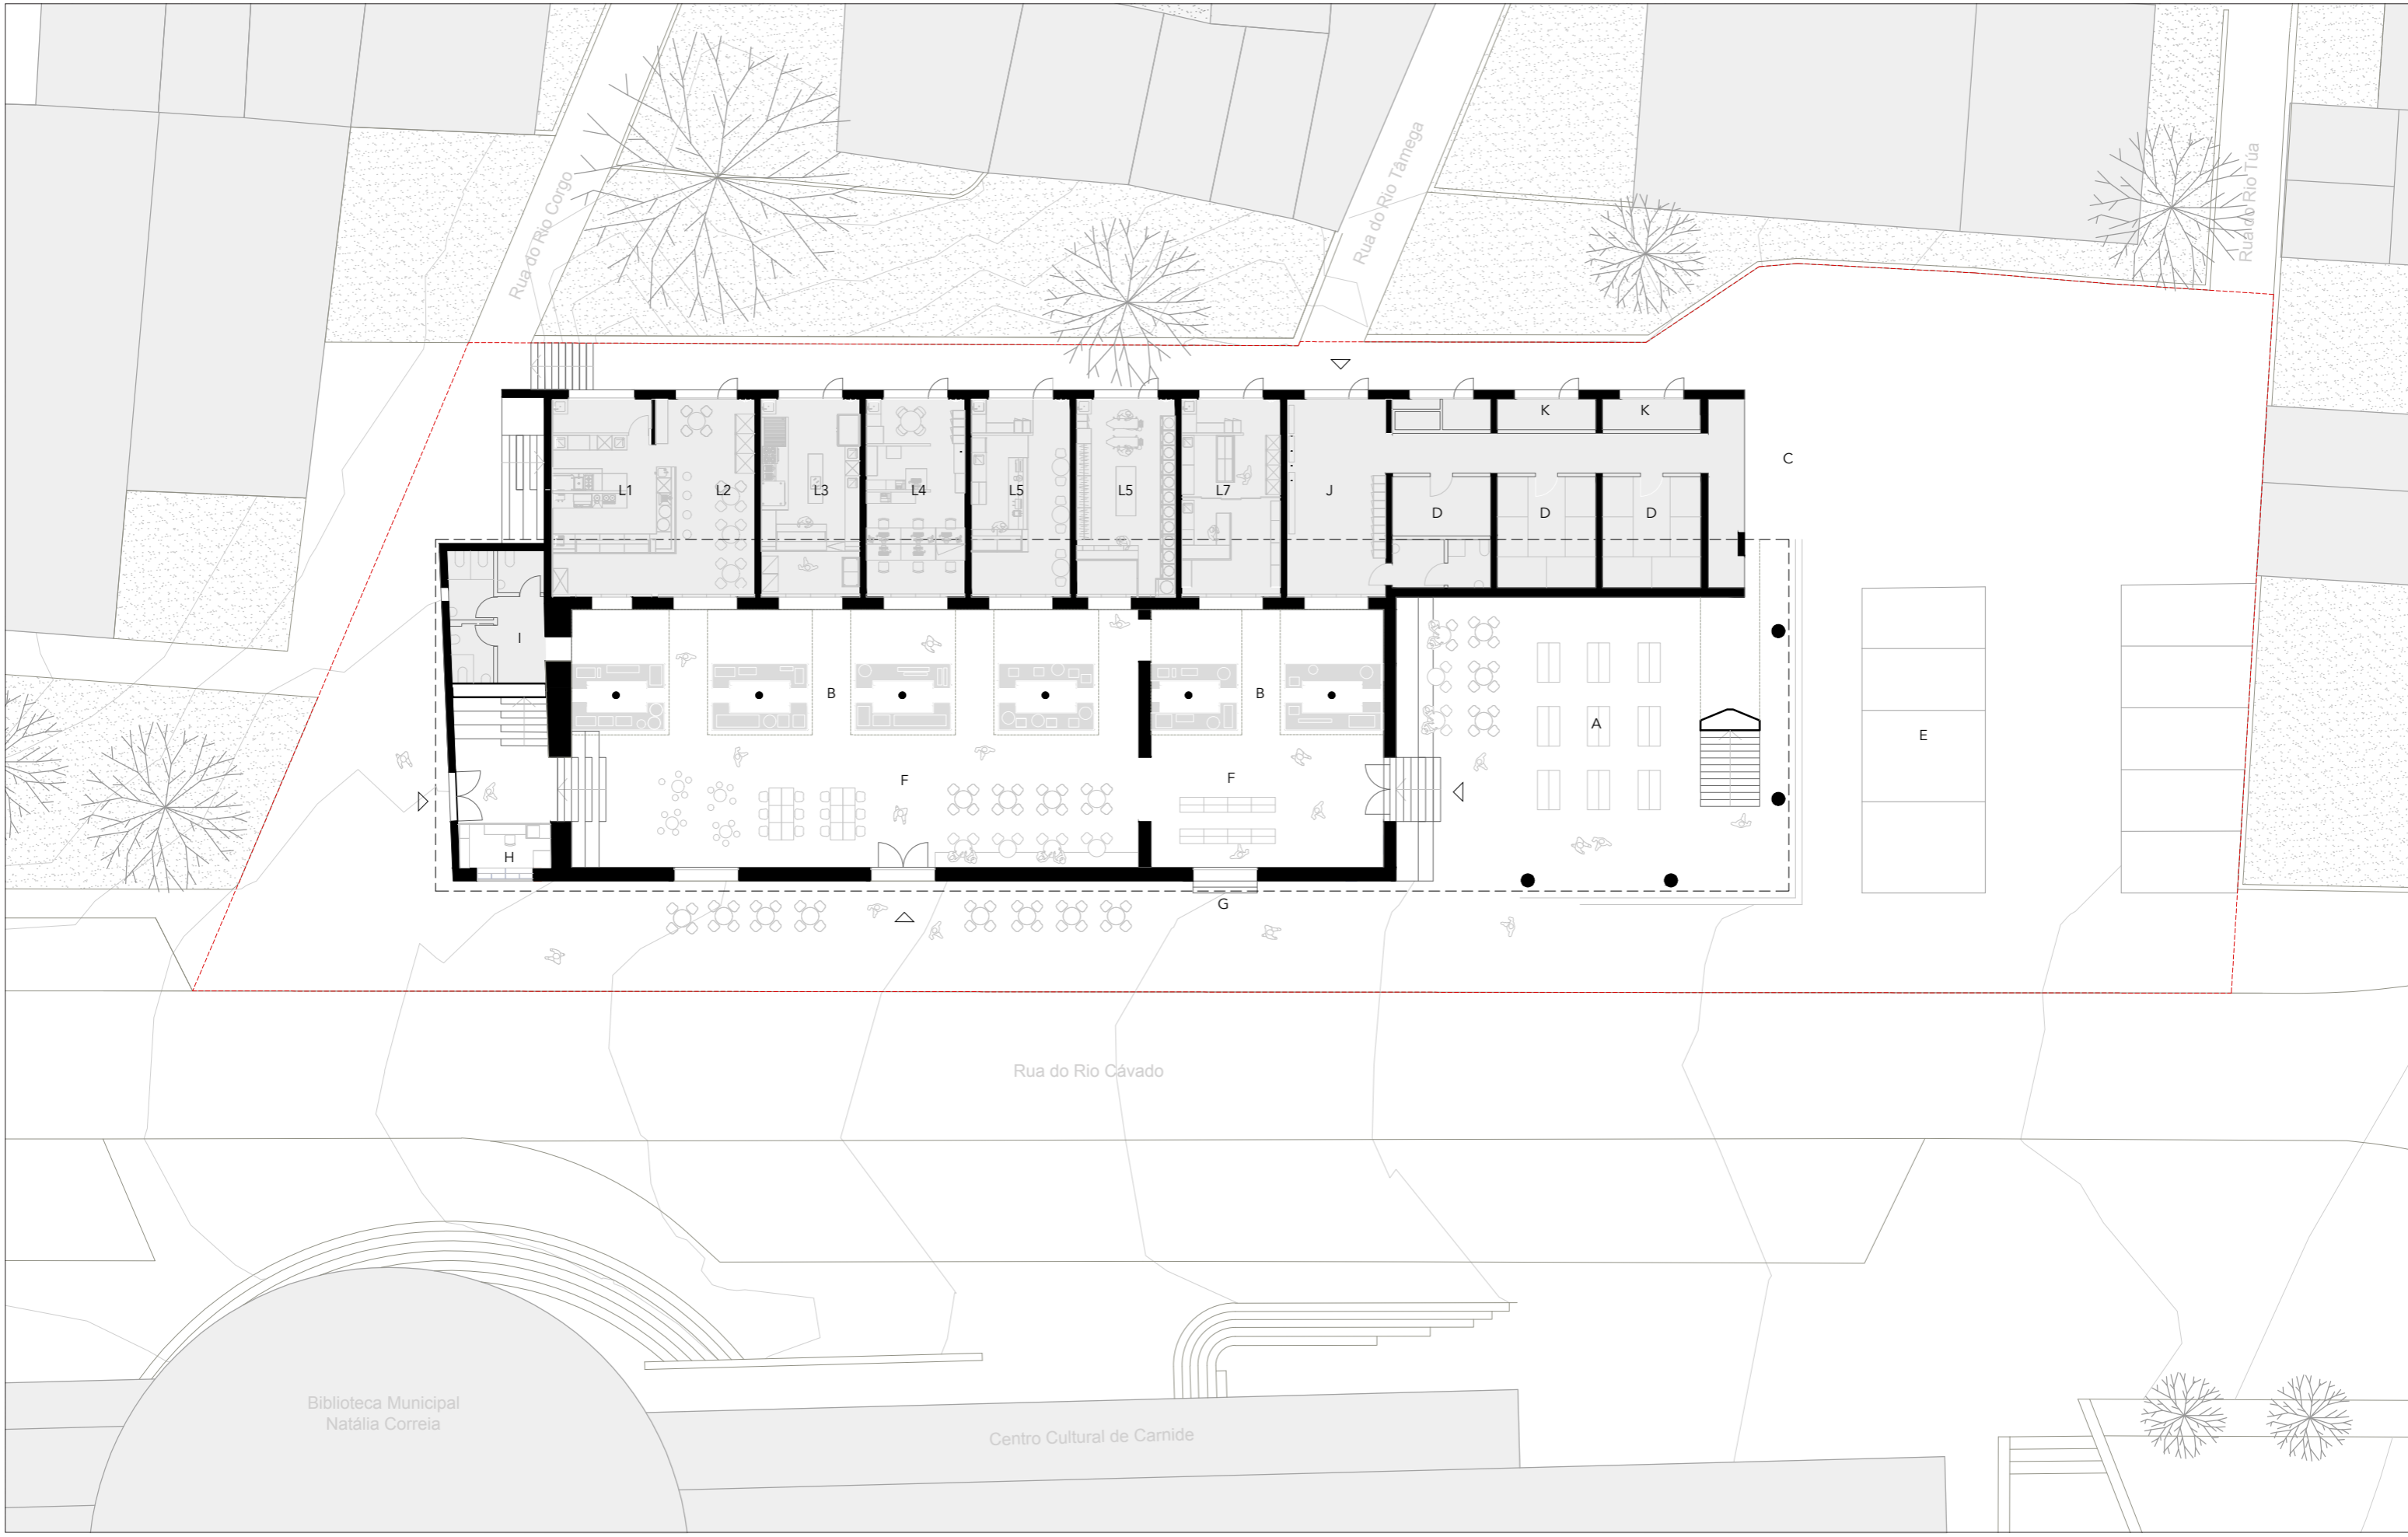 Rua do Rio Corgo
Rua do Rio Tâmega
Rua do Rio Túa
K
K
C
L1
L2
L3
L4
L5
L5
L7
J
D
D
D
I
B
B
A
E
F
F
H
G
Rua do Rio Cávado
Biblioteca Municipal
Natália Correia
Centro Cultural de Carnide